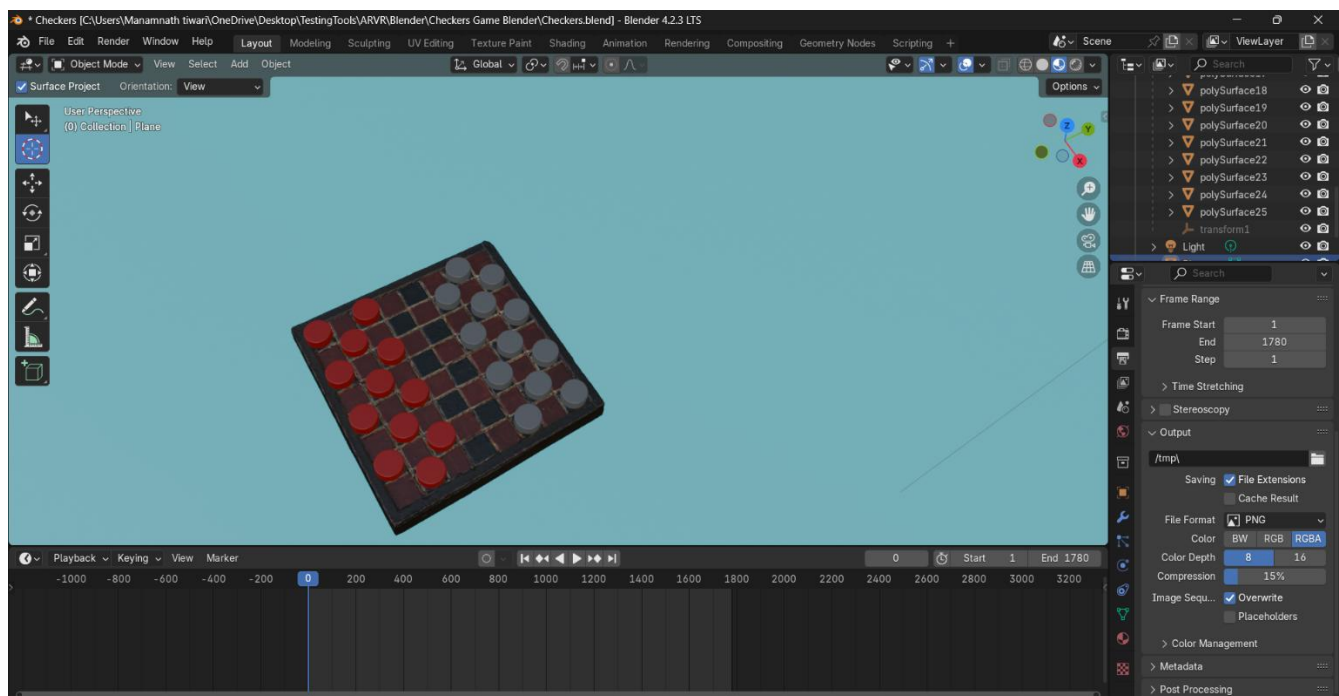 * Checkers [C:\Users\Manamnath tiwari\OneDrive\Desktop\TestingTools\ARVR\Blender\Checkers Game Blender\Checkers.blend] - Blender 4.2.3 LTS
File Edit Render Window Help Layout Modeling Sculpting UV Editing Texture Paint Shading Animation Rendering Compositing Geometry Nodes Scripting + Scene ViewLayer
Object Mode View Select Add Object Global Search
Surface Project Orientation: View Options
User Perspective
(0) Collection | Plane
Z
Y
X
polySurface18
polySurface19
polySurface20
polySurface21
polySurface22
polySurface23
polySurface24
polySurface25
transform1
Light
Search
Frame Range
Frame Start 1
End 1780
Step 1
Time Stretching
Stereoscopy
Output
/tmp\
Saving File Extensions
Cache Result
File Format PNG
Color BW RGB RGBA
Color Depth 8 16
Compression 15%
Image Sequ... Overwrite
Placeholders
Color Management
Metadata
Post Processing
Playback Keying View Marker 0 Start 1 End 1780
-1000 -800 -600 -400 -200 0 200 400 600 800 1000 1200 1400 1600 1800 2000 2200 2400 2600 2800 3000 3200